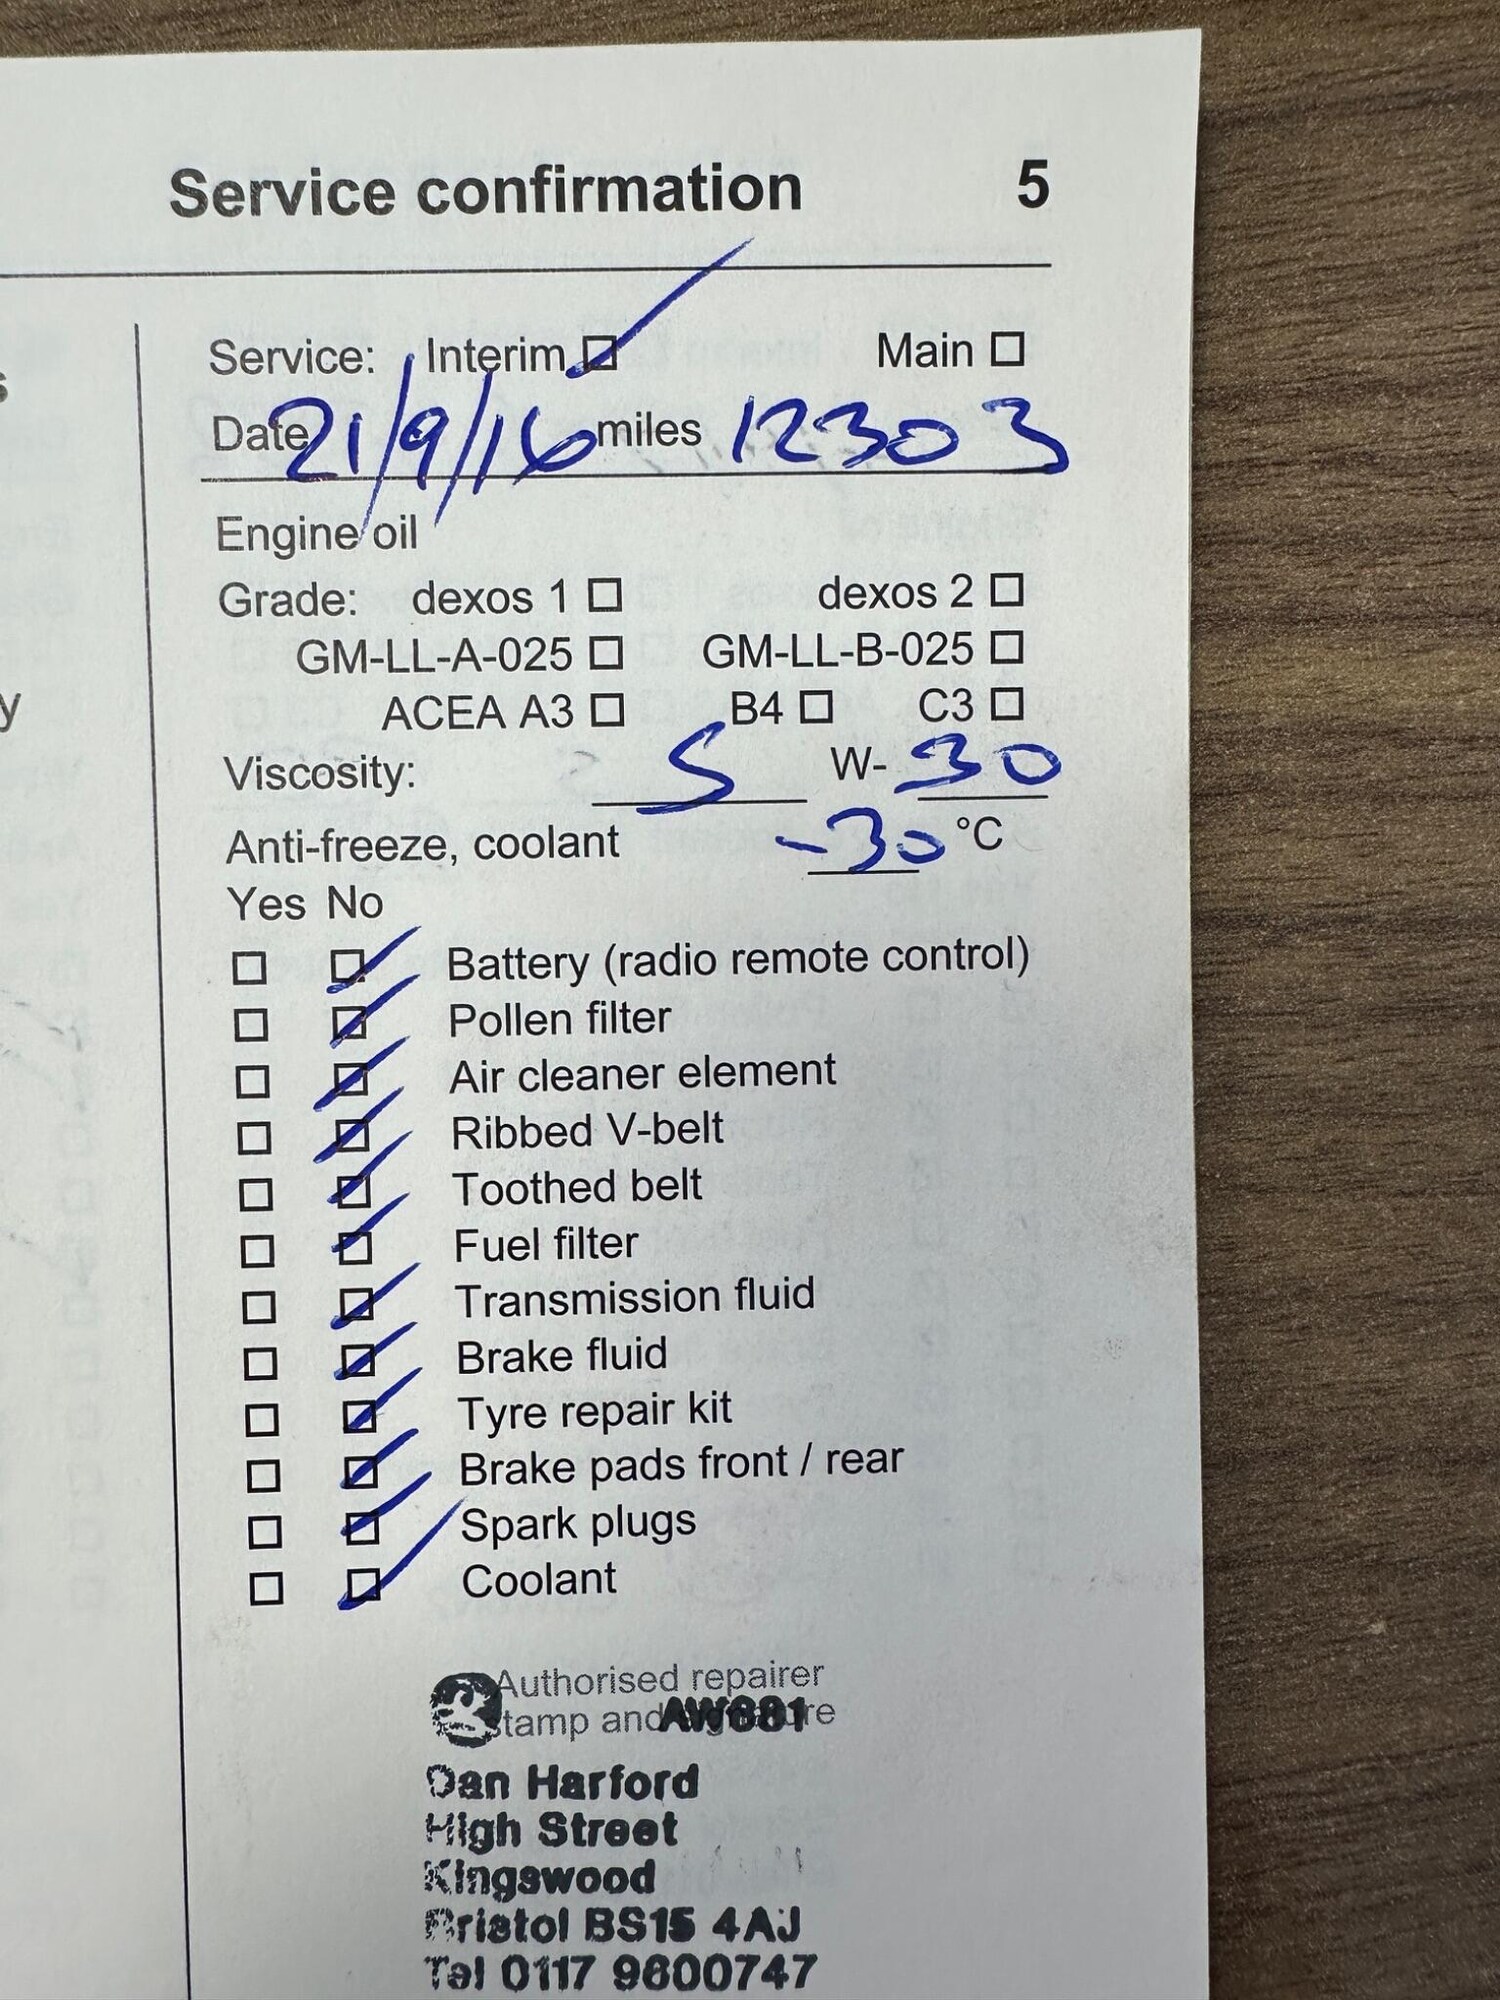 Service confirmation 5
Service: Interim Main
Date 21/9/16 miles 12303
Engine oil
Grade: dexos 1 dexos 2
GM-LL-A-025 GM-LL-B-025
ACEA A3 B4 C3
Viscosity: 5 W- 30
Anti-freeze, coolant -30 °C
Yes No
Battery (radio remote control)
Pollen filter
Air cleaner element
Ribbed V-belt
Toothed belt
Fuel filter
Transmission fluid
Brake fluid
Tyre repair kit
Brake pads front / rear
Spark plugs
Coolant
Authorised repairer
stamp and signature
Dan Harford
High Street
Kingswood
Bristol BS15 4AJ
Tel 0117 9600747